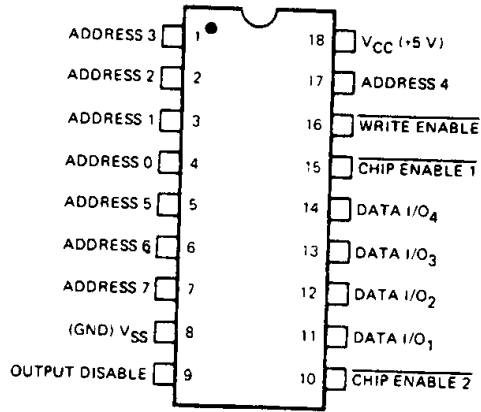 ADDRESS 3 1
ADDRESS 2 2
ADDRESS 1 3
ADDRESS 0 4
ADDRESS 5 5
ADDRESS 6 6
ADDRESS 7 7
(GND) VSS 8
OUTPUT DISABLE 9
18 VCC (+5 V)
17 ADDRESS 4
16 WRITE ENABLE
15 CHIP ENABLE 1
14 DATA I/O4
13 DATA I/O3
12 DATA I/O2
11 DATA I/O1
10 CHIP ENABLE 2